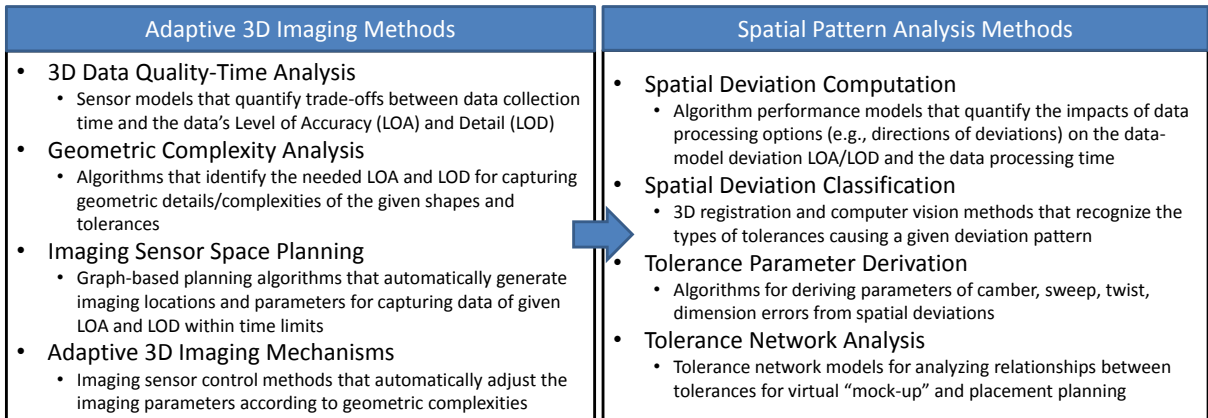 Adaptive 3D Imaging Methods
• 3D Data Quality-Time Analysis
• Sensor models that quantify trade-offs between data collection
time and the data's Level of Accuracy (LOA) and Detail (LOD)
• Geometric Complexity Analysis
• Algorithms that identify the needed LOA and LOD for capturing
geometric details/complexities of the given shapes and
tolerances
• Imaging Sensor Space Planning
• Graph-based planning algorithms that automatically generate
imaging locations and parameters for capturing data of given
LOA and LOD within time limits
• Adaptive 3D Imaging Mechanisms
• Imaging sensor control methods that automatically adjust the
imaging parameters according to geometric complexities
Spatial Pattern Analysis Methods
• Spatial Deviation Computation
• Algorithm performance models that quantify the impacts of data
processing options (e.g., directions of deviations) on the data-
model deviation LOA/LOD and the data processing time
• Spatial Deviation Classification
• 3D registration and computer vision methods that recognize the
types of tolerances causing a given deviation pattern
• Tolerance Parameter Derivation
• Algorithms for deriving parameters of camber, sweep, twist,
dimension errors from spatial deviations
• Tolerance Network Analysis
• Tolerance network models for analyzing relationships between
tolerances for virtual “mock-up” and placement planning